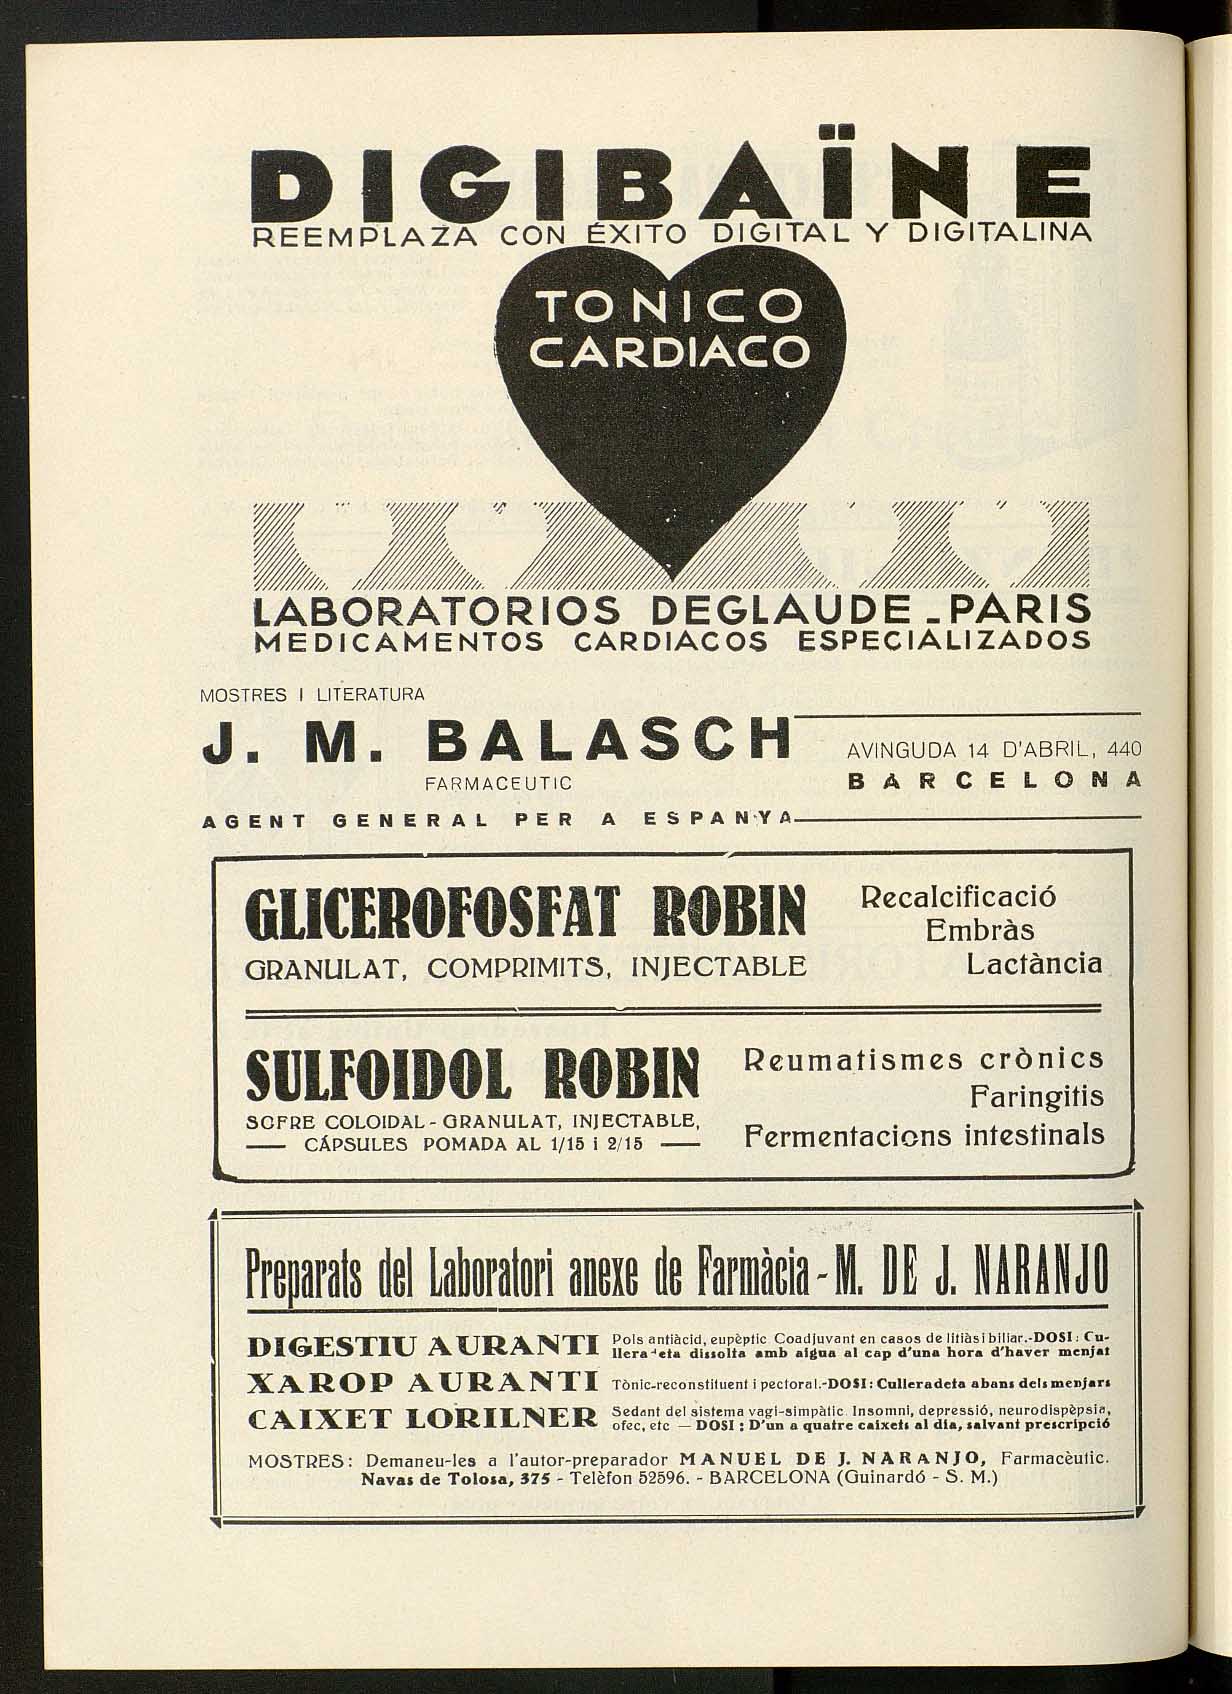 DIGIBAÏNE
REEMPLAZA CON ÉXITO DIGITAL Y DIGITALINA
TONICO
CARDIACO
LABORATORIOS DEGLAUDE - PARIS
MEDICAMENTOS CARDIACOS ESPECIALIZADOS
MOSTRES I LITERATURA
J. M. BALASCH
FARMACEUTIC
AVINGUDA 14 D'ABRIL, 440
BARCELONA
AGENT GENERAL PER A ESPANYA
GLICEROFOSFAT ROBIN
GRANULAT, COMPRIMITS, INJECTABLE
Recalcificació
Embràs
Lactància
SULFOIDOL ROBIN
SOFRE COLOIDAL - GRANULAT, INJECTABLE,
CÁPSULES POMADA AL 1/15 i 2/15
Reumatismes crònics
Faringitis
Fermentacions intestinals
Preparats del Laboratori anexe de Farmàcia - M. DE J. NARANJO
DIGESTIU AURANTI Pols antiàcid, eupèptic Coadjuvant en casos de litiàsi biliar.-DOSI: Cu-
llera-eta dissolta amb aigua al cap d'una hora d'haver menjat
XAROP AURANTI Tònic-reconstituent i pectoral.-DOSI: Culleradeta abans dels menjars
CAIXET LORILNER Sedant del sistema vagi-simpàtic Insomni, depressió, neurodispèpsia,
ofec, etc — DOSI: D'un a quatre caixets al dia, salvant prescripció
MOSTRES: Demaneu-les a l'autor-preparador MANUEL DE J. NARANJO, Farmacèutic.
Navas de Tolosa, 375 - Telèfon 52596. - BARCELONA (Guinardó - S. M.)